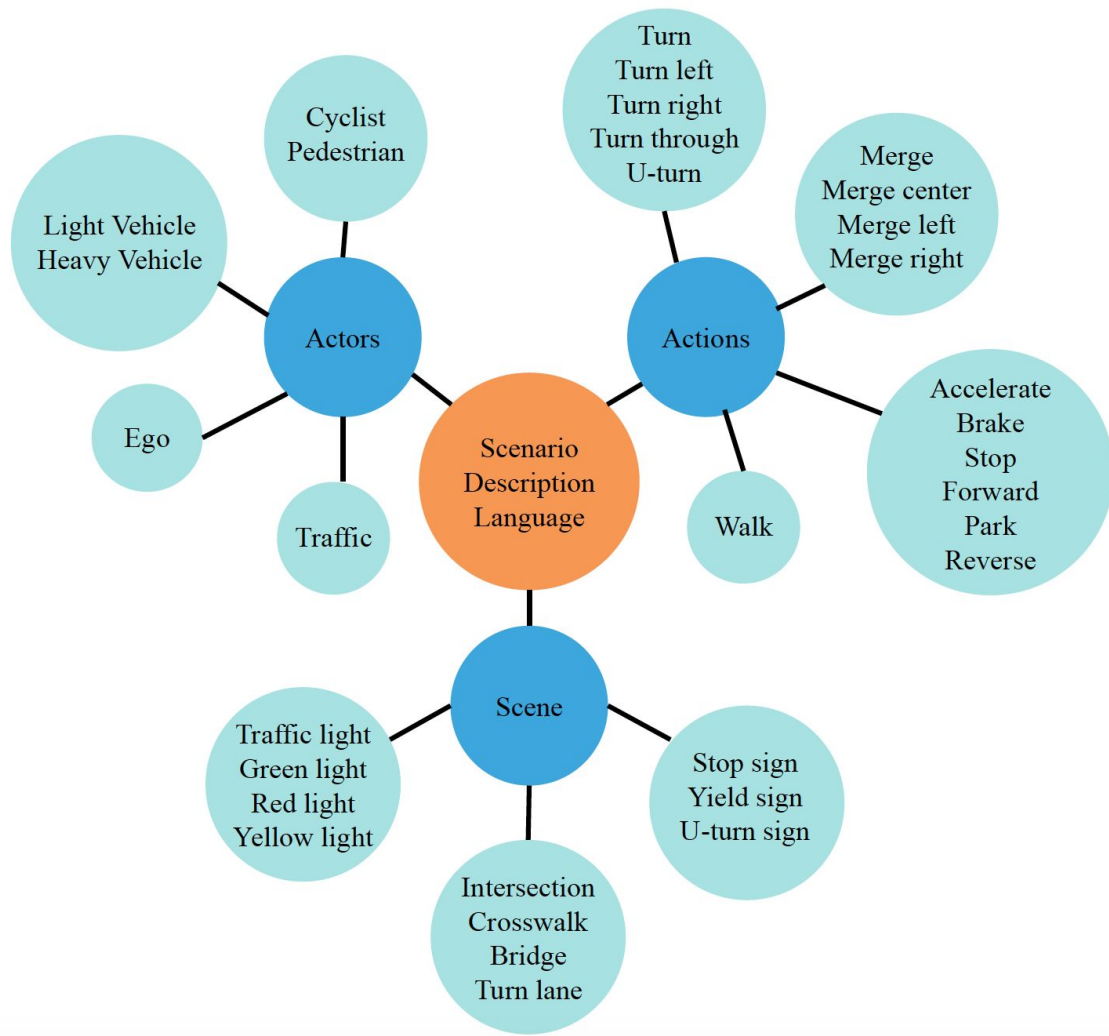 Turn
Turn left
Turn right
Turn through
U-turn
Cyclist
Pedestrian
Merge
Merge center
Merge left
Merge right
Light Vehicle
Heavy Vehicle
Actors
Actions
Accelerate
Brake
Stop
Forward
Park
Reverse
Ego
Scenario
Description
Language
Traffic
Walk
Scene
Traffic light
Green light
Red light
Yellow light
Stop sign
Yield sign
U-turn sign
Intersection
Crosswalk
Bridge
Turn lane